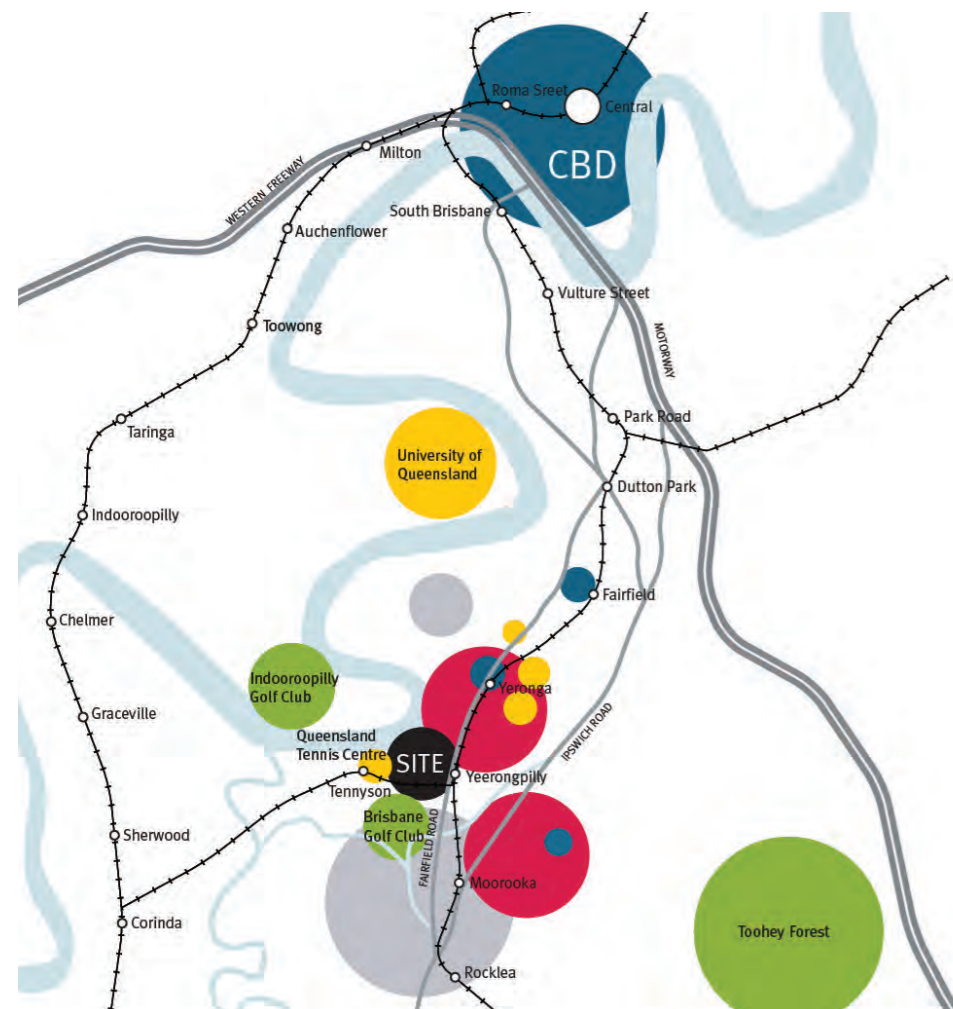 Roma Sreet
Central
CBD
Milton
WESTERN FREEWAY
South Brisbane
Auchenflower
Vulture Street
Toowong
MOTORWAY
Park Road
Taringa
University of
Queensland
Dutton Park
Indooroopilly
Fairfield
Chelmer
Indooroopilly
Golf Club
Yeronga
Graceville
IPSWICH ROAD
Queensland
Tennis Centre
SITE
Yeerongpilly
Tennyson
Brisbane
Golf Club
FAIRFIELD ROAD
Sherwood
Moorooka
Corinda
Toohey Forest
Rocklea